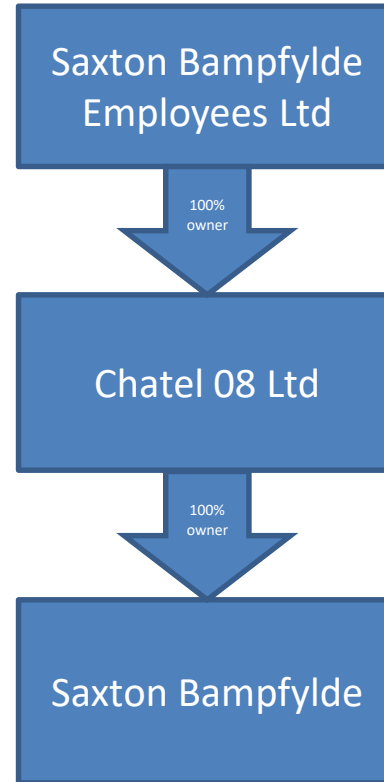 Saxton Bampfylde
Employees Ltd
100%
owner
Chatel 08 Ltd
100%
owner
Saxton Bampfylde